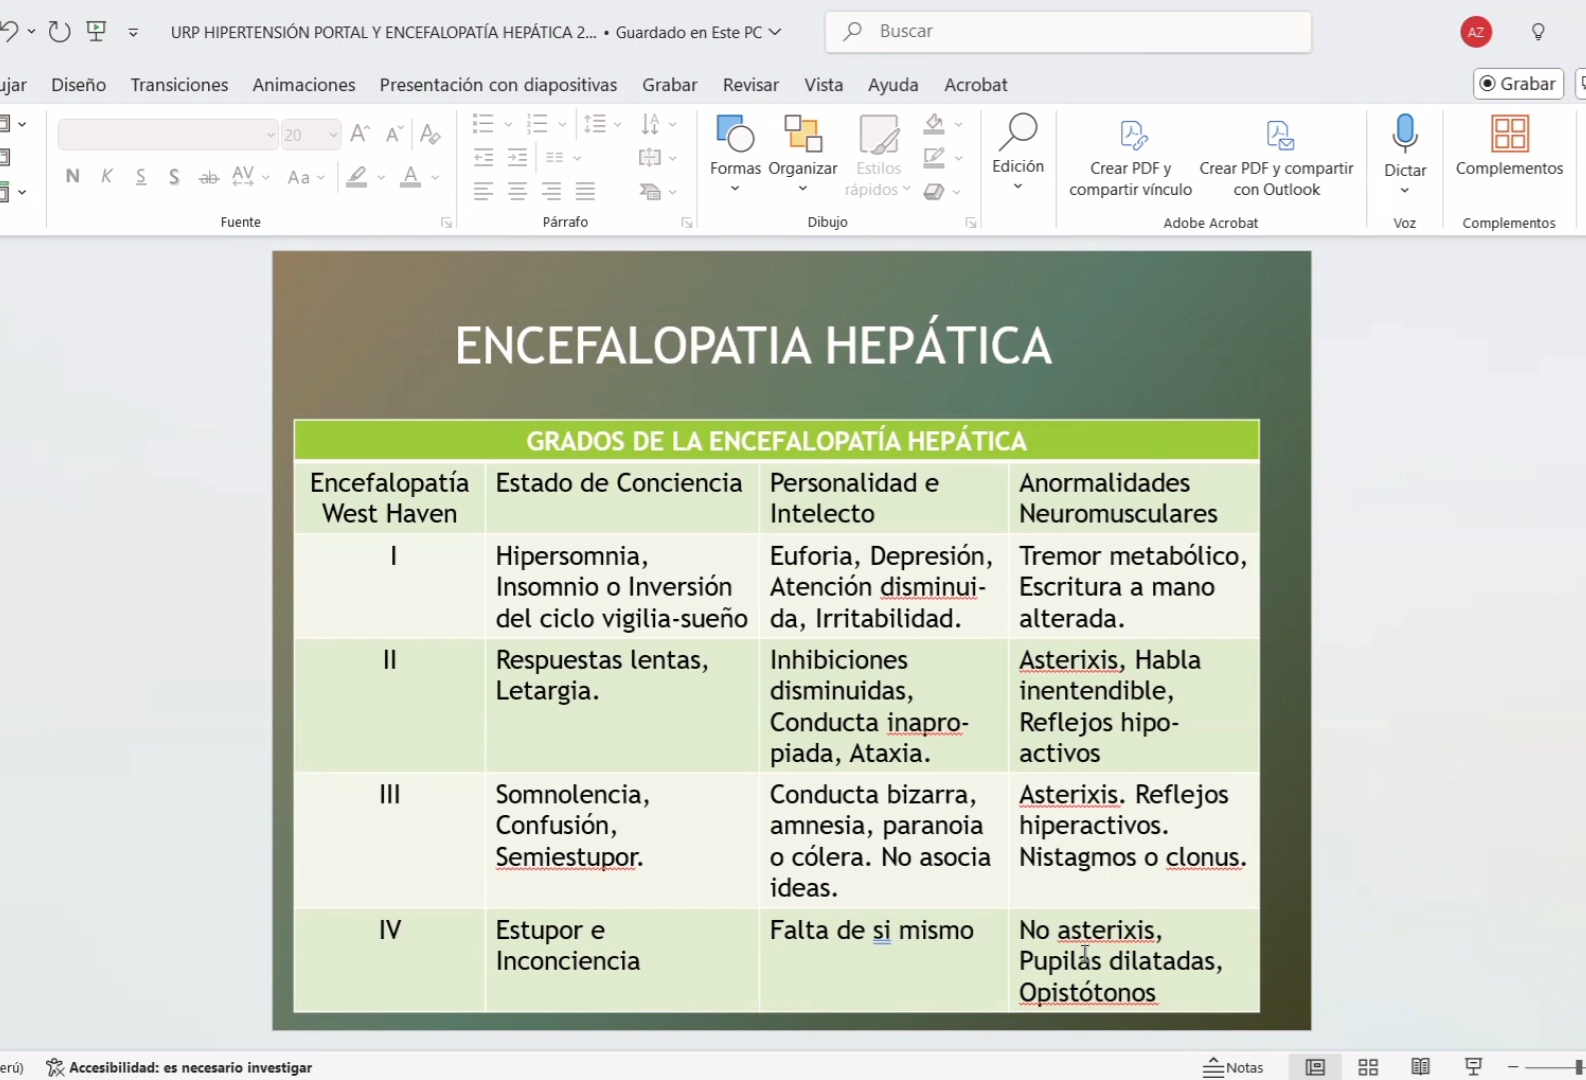 URP HIPERTENSIÓN PORTAL Y ENCEFALOPATÍA HEPÁTICA 2... • Guardado en Este PC
Buscar
AZ
ujar Diseño Transiciones Animaciones Presentación con diapositivas Grabar Revisar Vista Ayuda Acrobat
Grabar
20
N K S S ab AV Aa A
Fuente
Párrafo
Formas Organizar Estilos rápidos
Dibujo
Edición
Crear PDF y compartir vínculo
Crear PDF y compartir con Outlook
Adobe Acrobat
Dictar
Voz
Complementos
Complementos
ENCEFALOPATIA HEPÁTICA
GRADOS DE LA ENCEFALOPATÍA HEPÁTICA
Encefalopatía West Haven
Estado de Conciencia
Personalidad e Intelecto
Anormalidades Neuromusculares
I
Hipersomnia,
Insomnio o Inversión
del ciclo vigilia-sueño
Euforia, Depresión,
Atención disminui-
da, Irritabilidad.
Tremor metabólico,
Escritura a mano
alterada.
II
Respuestas lentas,
Letargia.
Inhibiciones
disminuidas,
Conducta inapro-
piada, Ataxia.
Asterixis, Habla
inentendible,
Reflejos hipo-
activos
III
Somnolencia,
Confusión,
Semiestupor.
Conducta bizarra,
amnesia, paranoia
o cólera. No asocia
ideas.
Asterixis. Reflejos
hiperactivos.
Nistagmos o clonus.
IV
Estupor e
Inconciencia
Falta de si mismo
No asterixis,
Pupilas dilatadas,
Opistótonos
erú) Accesibilidad: es necesario investigar
Notas